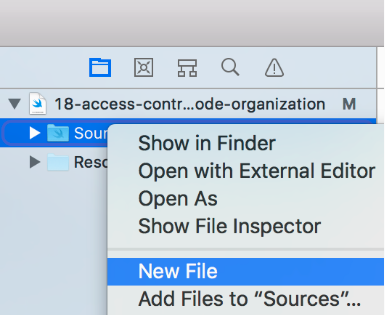 18-access-contr...ode-organization M
Sour
Reso
Show in Finder
Open with External Editor
Open As
Show File Inspector
New File
Add Files to “Sources”...